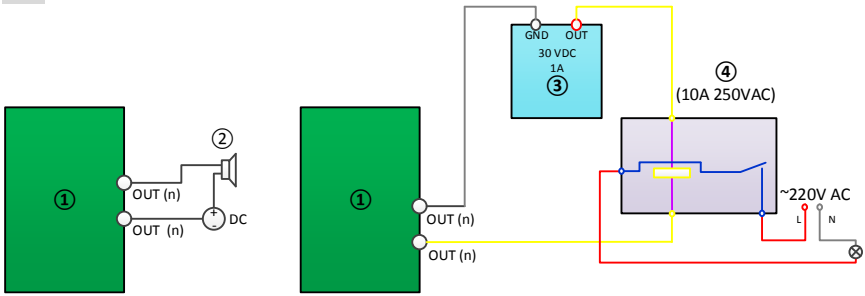 ①
②
OUT (n)
+
-
DC
OUT (n)
①
OUT (n)
OUT (n)
GND OUT
30 VDC
1A
③
④
(10A 250VAC)
~220V AC
L N